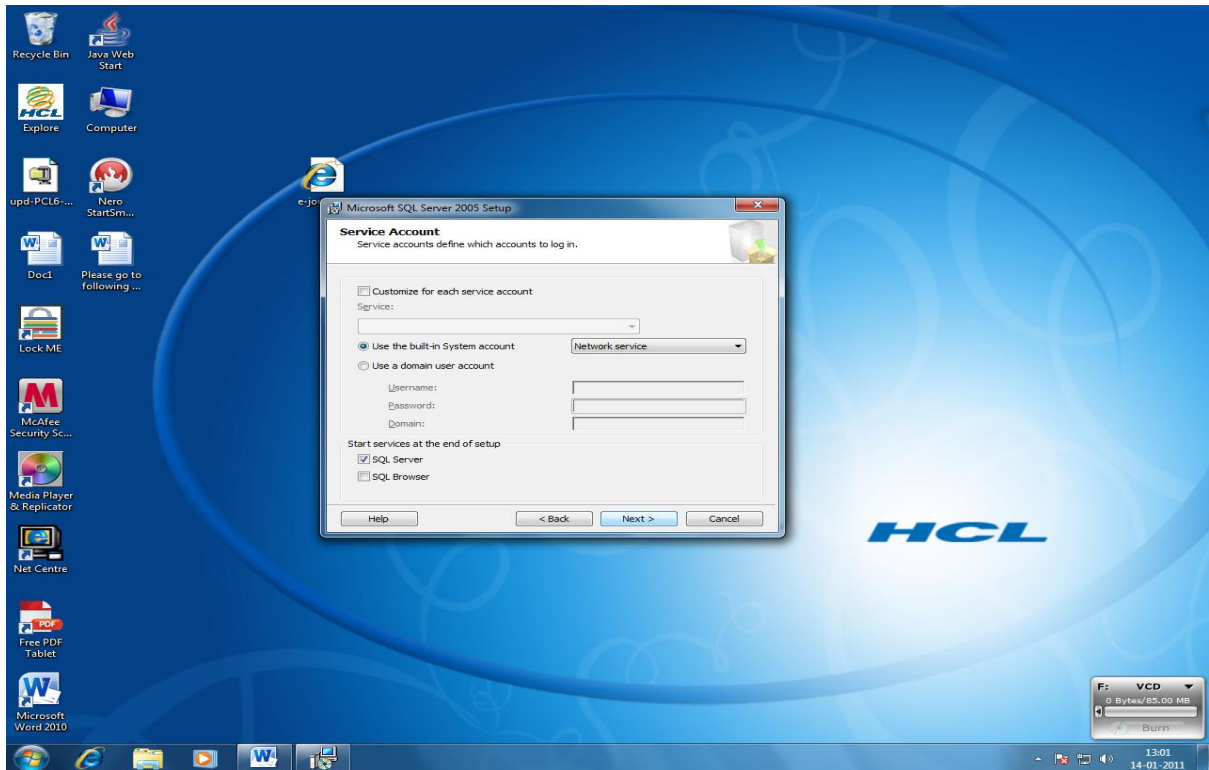 Recycle Bin
Java Web
Start
HCL
Explore
Computer
upd-PCL6-...
Nero
StartSm...
Doc1
Please go to
following ...
Lock ME
McAfee
Security Sc...
Media Player
& Replicator
Net Centre
PDF
Free PDF
Tablet
Microsoft
Word 2010
Microsoft SQL Server 2005 Setup
Service Account
Service accounts define which accounts to log in.
Customize for each service account
Service:
Use the built-in System account
Network service
Use a domain user account
Username:
Password:
Domain:
Start services at the end of setup
SQL Server
SQL Browser
Help
< Back
Next >
Cancel
HCL
F: VCD
0 Bytes/85.00 MB
Burn
13:01
14-01-2011